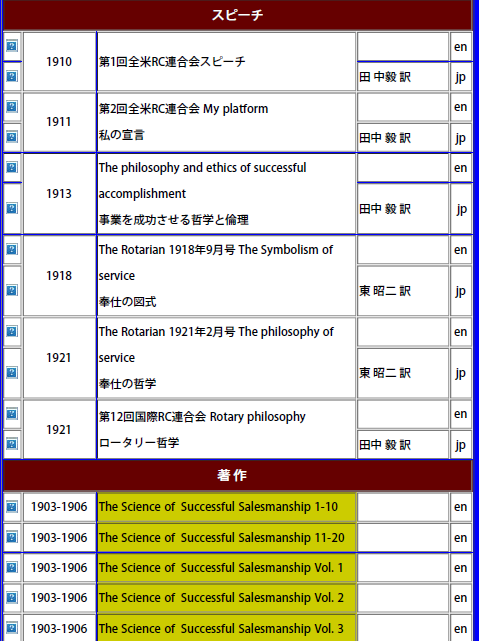 スピーチ
1910 第1回全米RC連合会スピーチ en
田 中毅 訳 jp
1911 第2回全米RC連合会 My platform en
私の宣言 田中 毅 訳 jp
The philosophy and ethics of successful en
1913 accomplishment
事業を成功させる哲学と倫理 田中 毅 訳 jp
The Rotarian 1918年9月号 The Symbolism of en
1918 service
奉仕の図式 東 昭二 訳 jp
The Rotarian 1921年2月号 The philosophy of en
1921 service
奉仕の哲学 東 昭二 訳 jp
1921 第12回国際RC連合会 Rotary philosophy en
ロータリー哲学 田中 毅 訳 jp
著 作
1903-1906 The Science of Successful Salesmanship 1-10 en
1903-1906 The Science of Successful Salesmanship 11-20 en
1903-1906 The Science of Successful Salesmanship Vol. 1 en
1903-1906 The Science of Successful Salesmanship Vol. 2 en
1903-1906 The Science of Successful Salesmanship Vol. 3 en